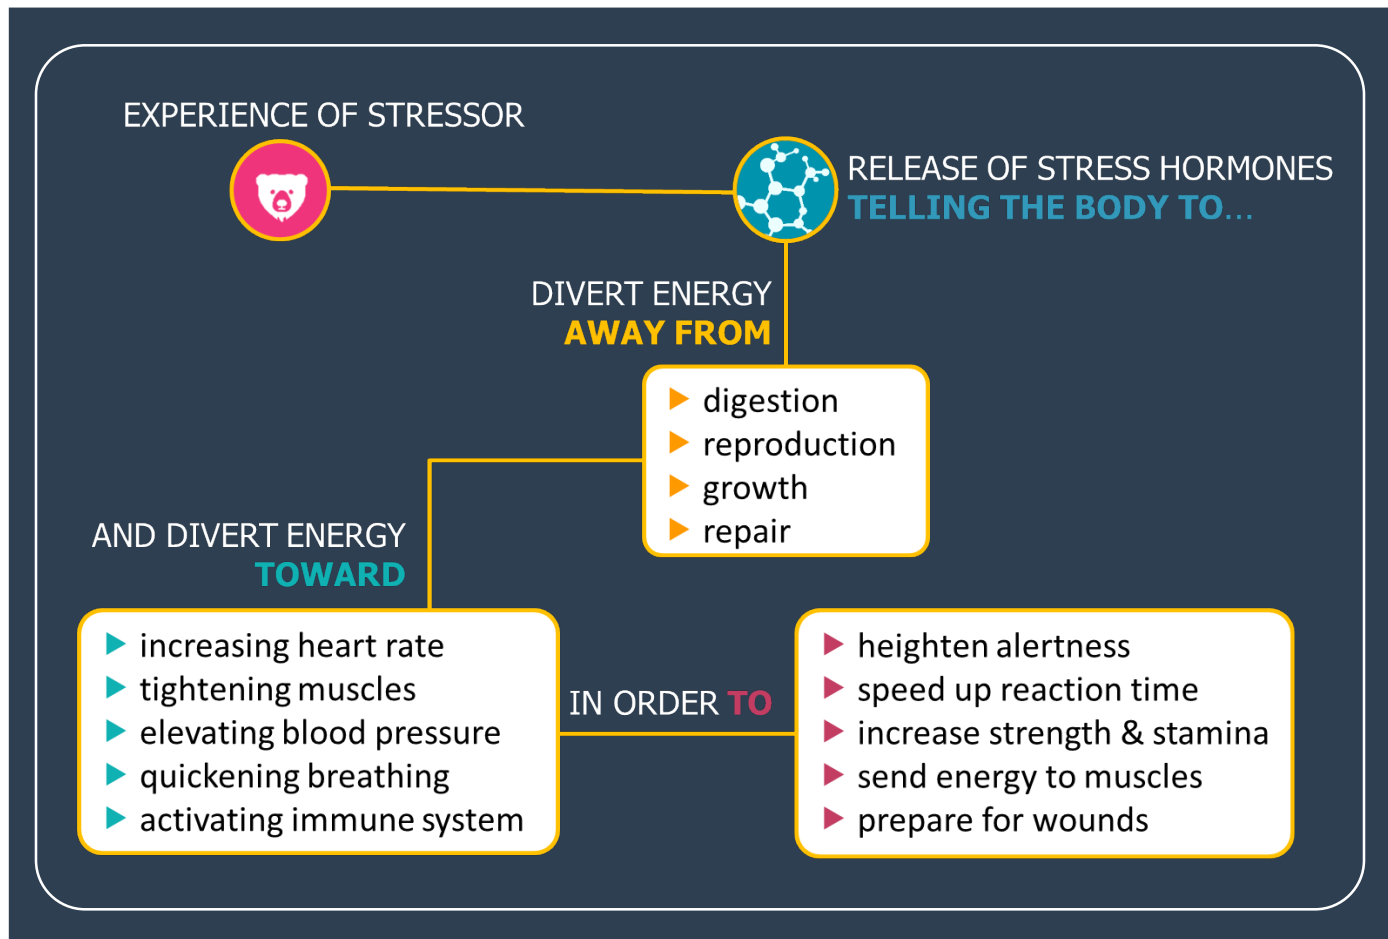 EXPERIENCE OF STRESSOR
RELEASE OF STRESS HORMONES
TELLING THE BODY TO...
DIVERT ENERGY
AWAY FROM
digestion
reproduction
growth
repair
AND DIVERT ENERGY
TOWARD
increasing heart rate
tightening muscles
elevating blood pressure
quickening breathing
activating immune system
IN ORDER TO
heighten alertness
speed up reaction time
increase strength & stamina
send energy to muscles
prepare for wounds